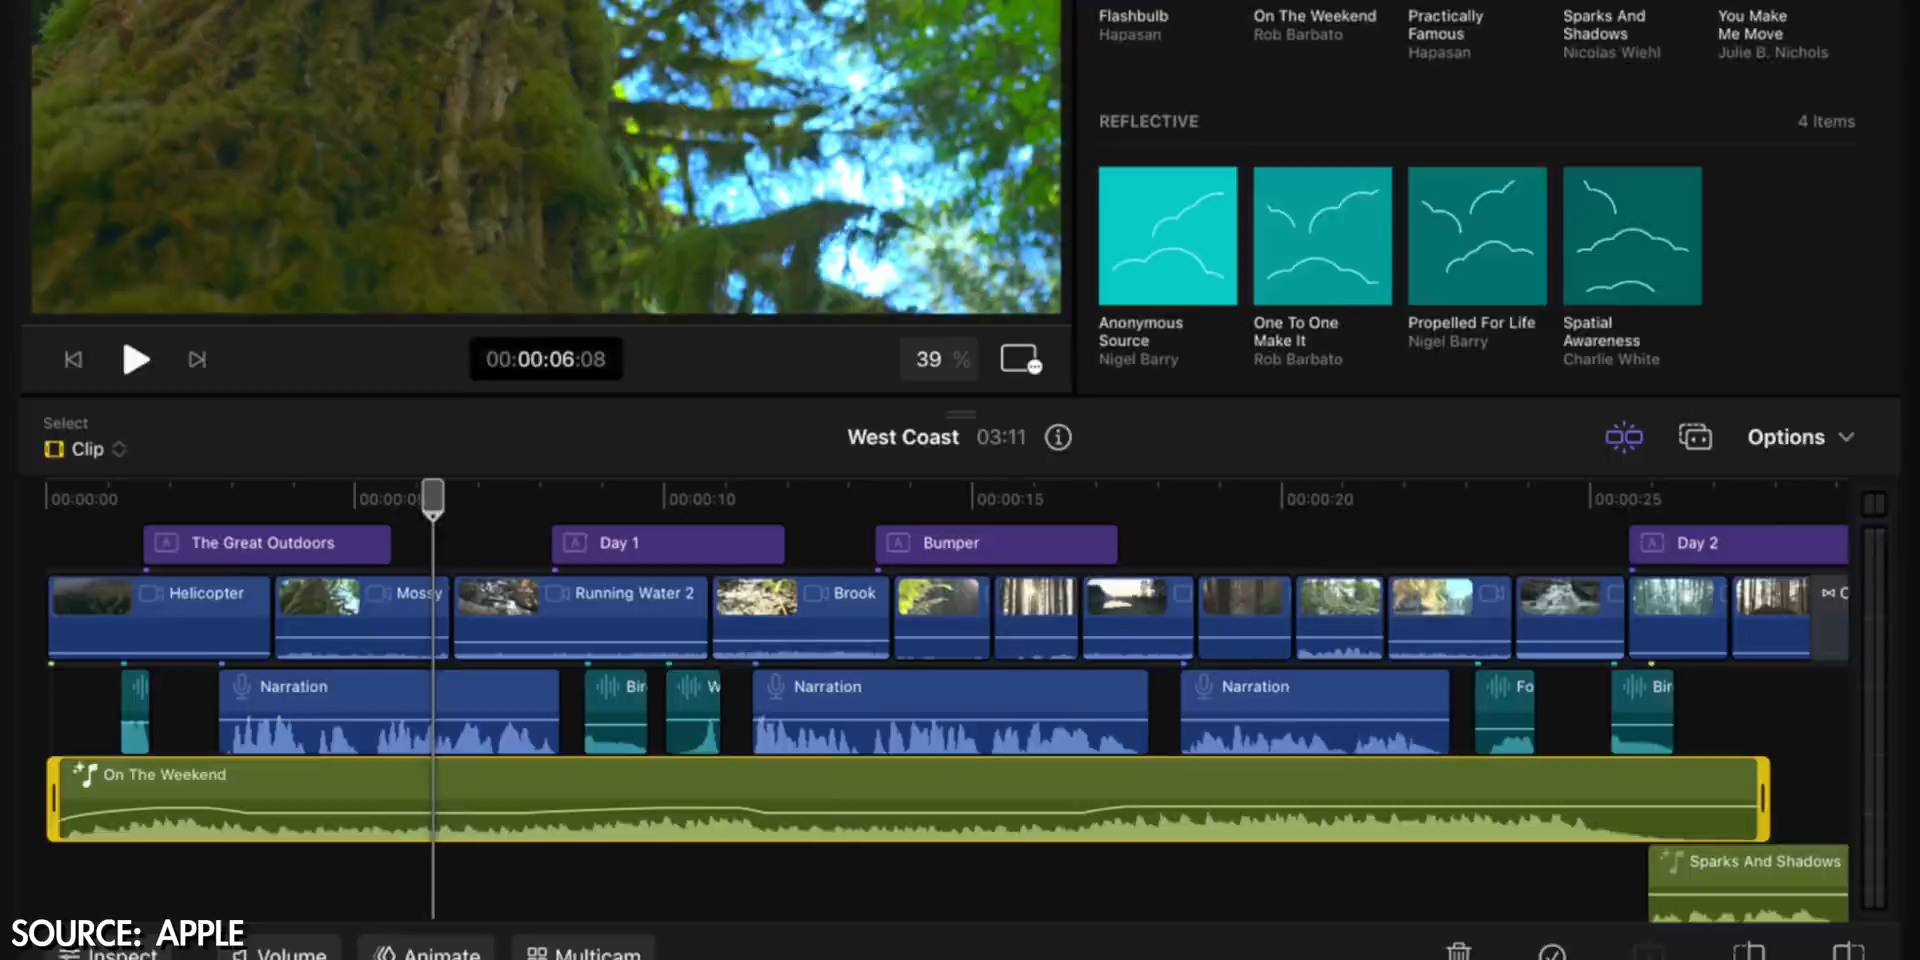 Flashbulb
Hapasan
On The Weekend
Rob Barbato
Practically
Famous
Hapasan
Sparks And
Shadows
Nicolas Wiehl
You Make
Me Move
Julie B. Nichols
REFLECTIVE
4 Items
Anonymous
Source
Nigel Barry
One To One
Make It
Rob Barbato
Propelled For Life
Nigel Barry
Spatial
Awareness
Charlie White
00:00:06:08
39 %
Select
Clip
West Coast 03:11
Options
00:00:00
00:00:10
00:00:15
00:00:20
00:00:25
A The Great Outdoors
A Day 1
A Bumper
A Day 2
Helicopter
Mossy
Running Water 2
Brook
Narration
Bir
W
Narration
Narration
Fo
Bir
On The Weekend
Sparks And Shadows
SOURCE: APPLE
Inspect
Volume
Animate
Multicam